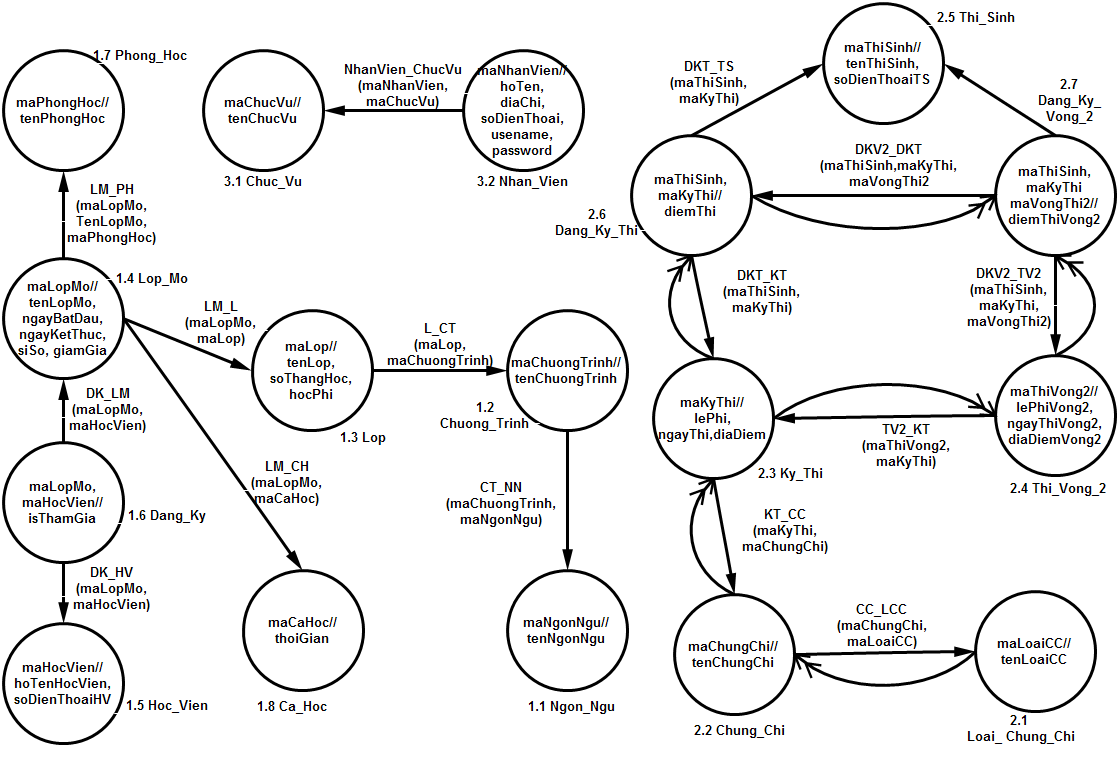 1.7 Phong_Hoc
maPhongHoc//
tenPhongHoc
LM_PH
(maLopMo,
TenLopMo,
maPhongHoc)
maLopMo//
tenLopMo,
ngayBatDau,
ngayKetThuc,
siSo, giamGia
1.4 Lop_Mo
DK_LM
(maLopMo,
maHocVien)
maLopMo,
maHocVien//
isThamGia
1.6 Dang_Ky
DK_HV
(maLopMo,
maHocVien)
maHocVien//
hoTenHocVien,
soDienThoaiHV
1.5 Hoc_Vien
maChucVu//
tenChucVu
3.1 Chuc_Vu
NhanVien_ChucVu
(maNhanVien,
maChucVu)
maNhanVien//
hoTen,
diaChi,
soDienThoai,
usename,
password
3.2 Nhan_Vien
LM_L
(maLopMo,
maLop)
maLop//
tenLop,
soThangHoc,
hocPhi
1.3 Lop
L_CT
(maLop,
maChuongTrinh)
maChuongTrinh//
tenChuongTrinh
1.2
Chuong_Trinh
LM_CH
(maLopMo,
maCaHoc)
maCaHoc//
thoiGian
1.8 Ca_Hoc
CT_NN
(maChuongTrinh,
maNgonNgu)
maNgonNgu//
tenNgonNgu
1.1 Ngon_Ngu
2.5 Thi_Sinh
maThiSinh//
tenThiSinh,
soDienThoaiTS
DKT_TS
(maThiSinh,
maKyThi)
2.7
Dang_Ky_
Vong_2
maThiSinh,
maKyThi//
diemThi
2.6
Dang_Ky_Thi
DKV2_DKT
(maThiSinh,maKyThi,
maVongThi2)
maThiSinh,
maKyThi
maVongThi2//
diemThiVong2
DKT_KT
(maThiSinh,
maKyThi)
DKV2_TV2
(maThiSinh,
maKyThi,
maVongThi2)
maKyThi//
lePhi,
ngayThi,diaDiem
2.3 Ky_Thi
TV2_KT
(maThiVong2,
maKyThi)
maThiVong2//
lePhiVong2,
ngayThiVong2,
diaDiemVong2
2.4 Thi_Vong_2
KT_CC
(maKyThi,
maChungChi)
maChungChi//
tenChungChi
2.2 Chung_Chi
CC_LCC
(maChungChi,
maLoaiCC)
maLoaiCC//
tenLoaiCC
2.1
Loai_ Chung_Chi